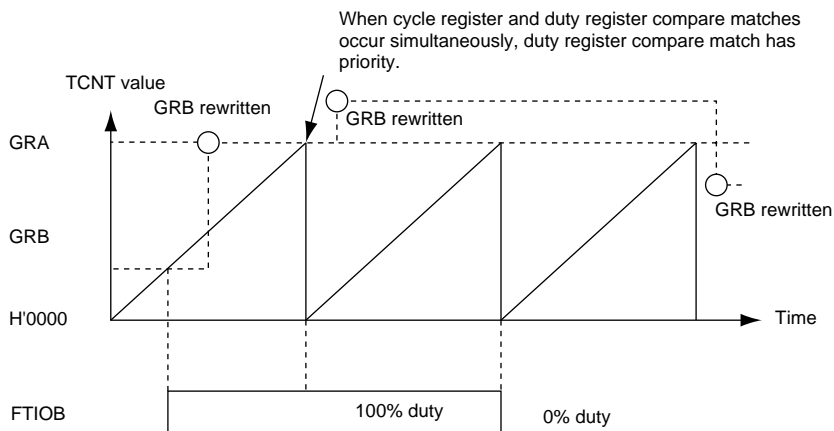 When cycle register and duty register compare matches
occur simultaneously, duty register compare match has
priority.
TCNT value
GRB rewritten
GRB rewritten
GRA
GRB rewritten
GRB
H'0000
Time
FTIOB
100% duty
0% duty